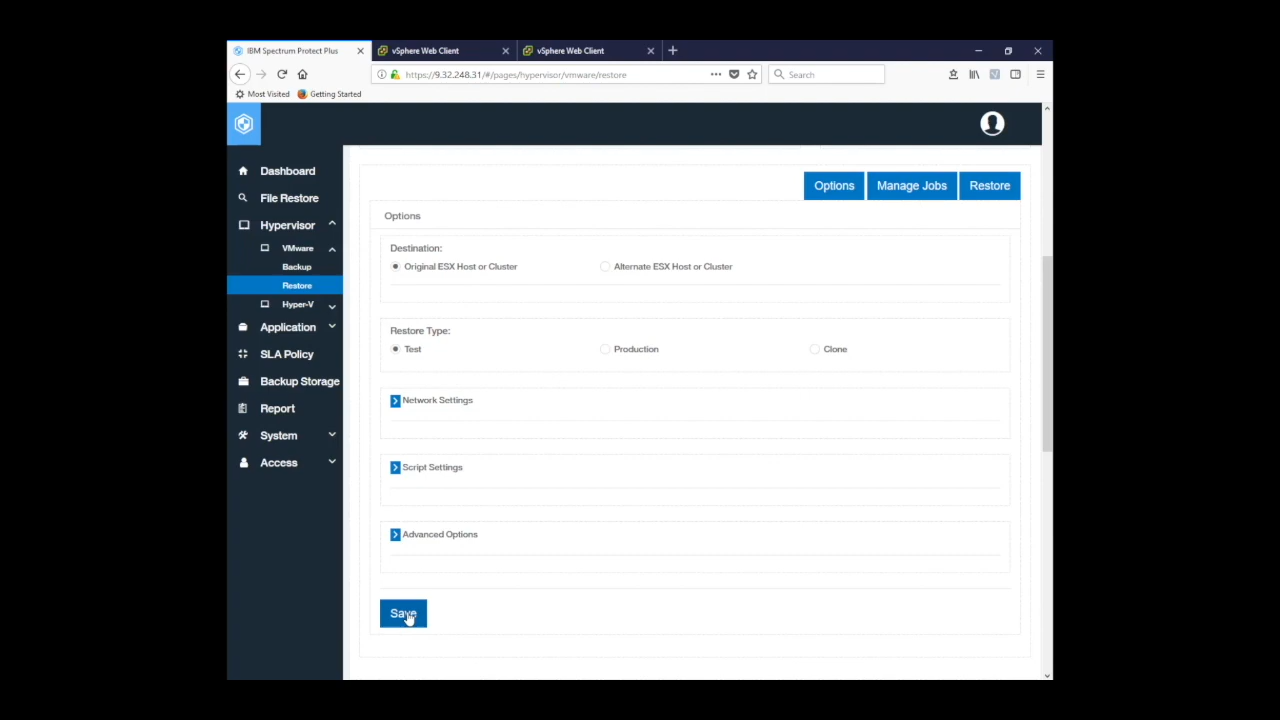 IBM Spectrum Protect Plus
vSphere Web Client
vSphere Web Client
https://9.32.248.31/#/pages/hypervisor/vmware/restore
Search
Most Visited
Getting Started
Dashboard
File Restore
Hypervisor
VMware
Backup
Restore
Hyper-V
Application
SLA Policy
Backup Storage
Report
System
Access
Options
Manage Jobs
Restore
Options
Destination:
Original ESX Host or Cluster
Alternate ESX Host or Cluster
Restore Type:
Test
Production
Clone
Network Settings
Script Settings
Advanced Options
Save